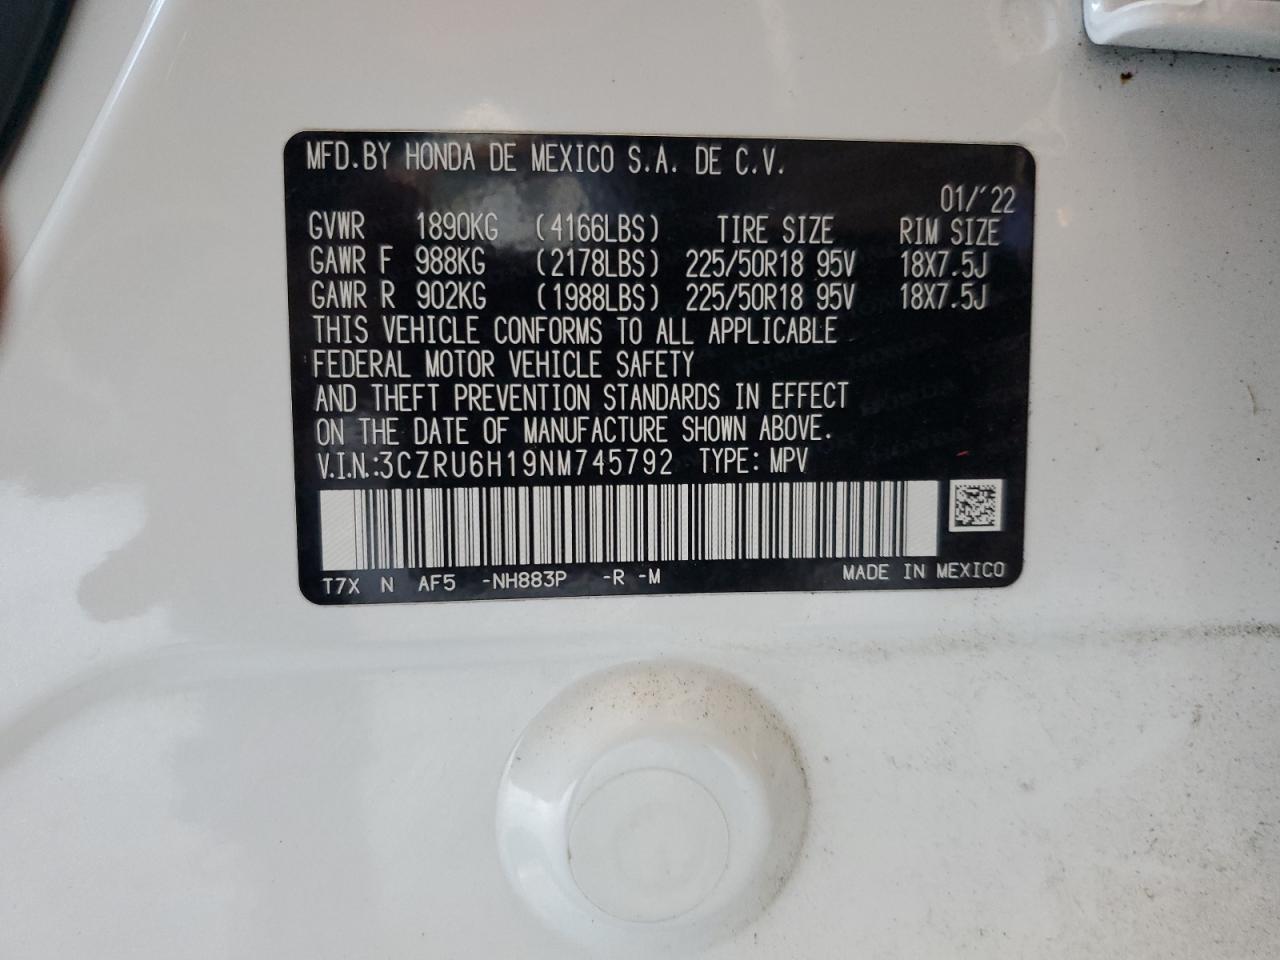 MFD.BY HONDA DE MEXICO S.A. DE C.V.
01/'22
GVWR 1890KG (4166LBS) TIRE SIZE RIM SIZE
GAWR F 988KG (2178LBS) 225/50R18 95V 18X7.5J
GAWR R 902KG (1988LBS) 225/50R18 95V 18X7.5J
THIS VEHICLE CONFORMS TO ALL APPLICABLE
FEDERAL MOTOR VEHICLE SAFETY
AND THEFT PREVENTION STANDARDS IN EFFECT
ON THE DATE OF MANUFACTURE SHOWN ABOVE.
V.I.N.:3CZRU6H19NM745792 TYPE: MPV
T7X N AF5 -NH883P -R -M MADE IN MEXICO